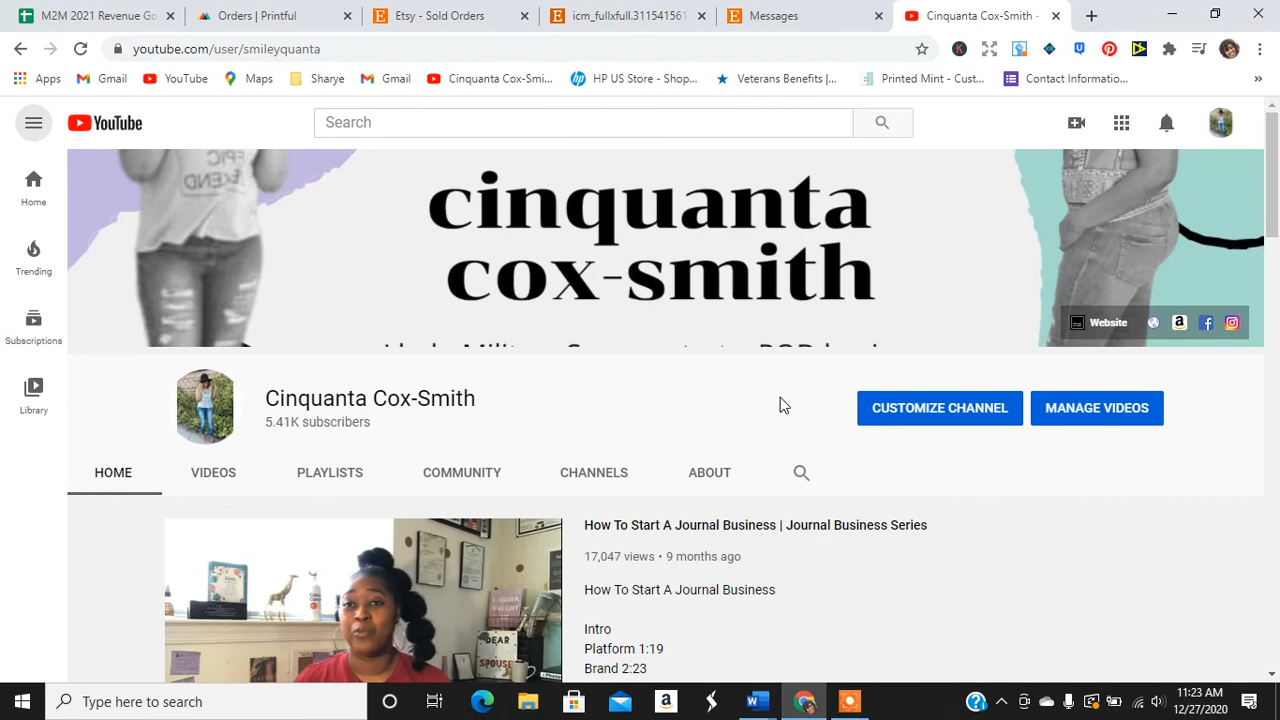 M2M 2021 Revenue Go
Orders | Printful
Etsy - Sold Orders
icm_fullxfull.311541561
Messages
Cinquanta Cox-Smith -
youtube.com/user/smileyquanta
Apps
Gmail
YouTube
Maps
Sharye
Gmail
Cinquanta Cox-Smi...
HP US Store - Shop...
Veterans Benefits |...
Printed Mint - Cust...
Contact Informatio...
YouTube
Search
Home
Trending
Subscriptions
Library
EPIC
WEEKEND
cinquanta
cox-smith
Website
Cinquanta Cox-Smith
5.41K subscribers
CUSTOMIZE CHANNEL
MANAGE VIDEOS
HOME
VIDEOS
PLAYLISTS
COMMUNITY
CHANNELS
ABOUT
How To Start A Journal Business | Journal Business Series
17,047 views • 9 months ago
How To Start A Journal Business
Intro
Platform 1:19
Brand 2:23
DEAR
SPOUSE
Type here to search
11:23 AM
12/27/2020